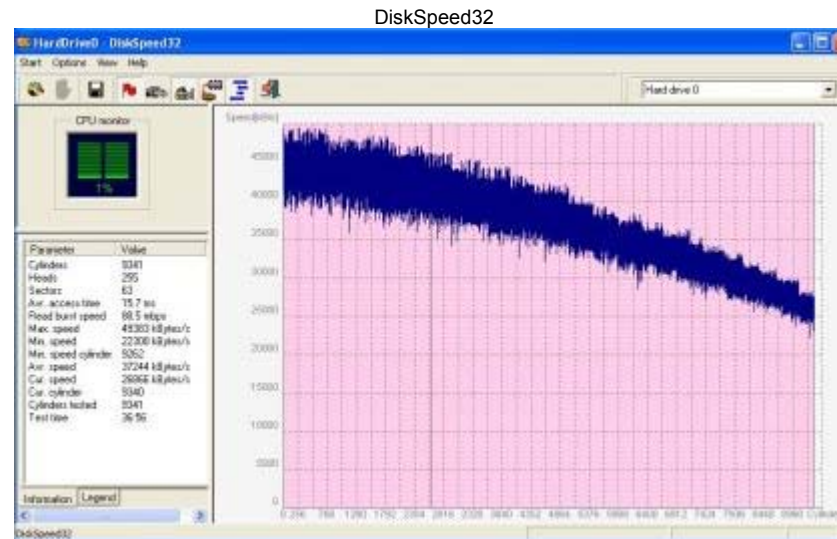 DiskSpeed32
HardDrive0 - DiskSpeed32
Start Options View Help
Hard drive 0
CPU monitor
1%
Parameter Value
Cylinders 9341
Heads 255
Sectors 63
Avr. access time 15.7 ms
Read burst speed 88.5 mbps
Max. speed 49383 kBytes/s
Min. speed 22300 kBytes/s
Min. speed cylinder 9262
Avr. speed 37244 kBytes/s
Cur. speed 26866 kBytes/s
Cur. cylinder 9340
Cylinders tested 9341
Test time 36:56
Information Legend
DiskSpeed32
45000
40000
35000
30000
25000
20000
15000
10000
5000
0